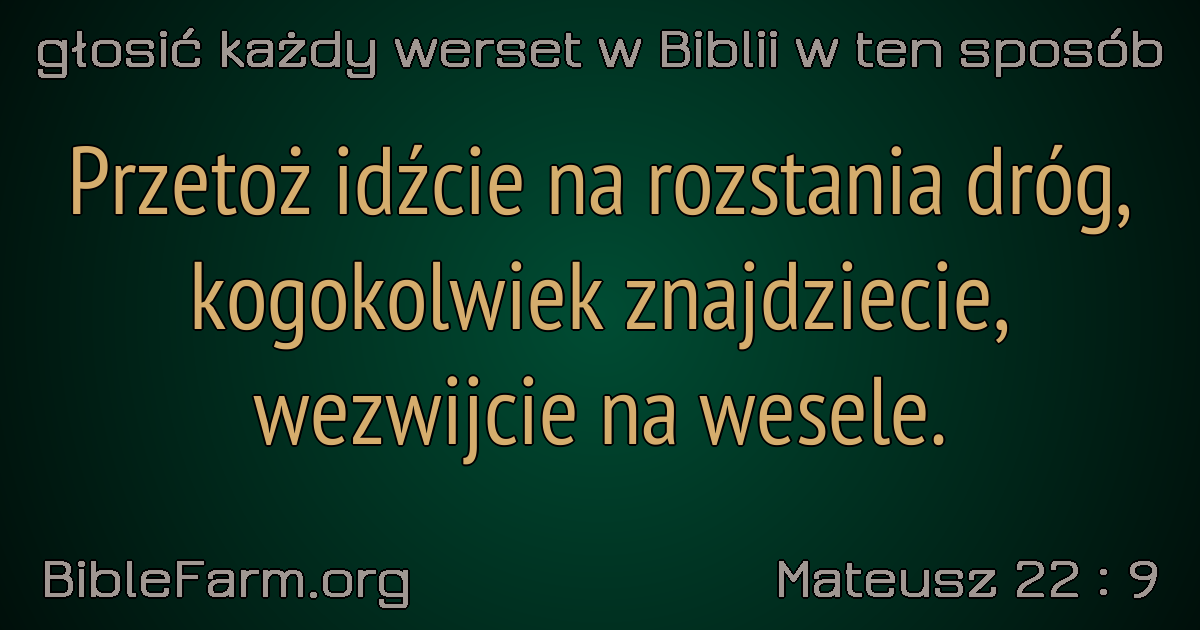 głosić każdy werset w Biblii w ten sposób
Przetoż idźcie na rozstania dróg,
kogokolwiek znajdziecie,
wezwijcie na wesele.
BibleFarm.org
Mateusz 22 : 9